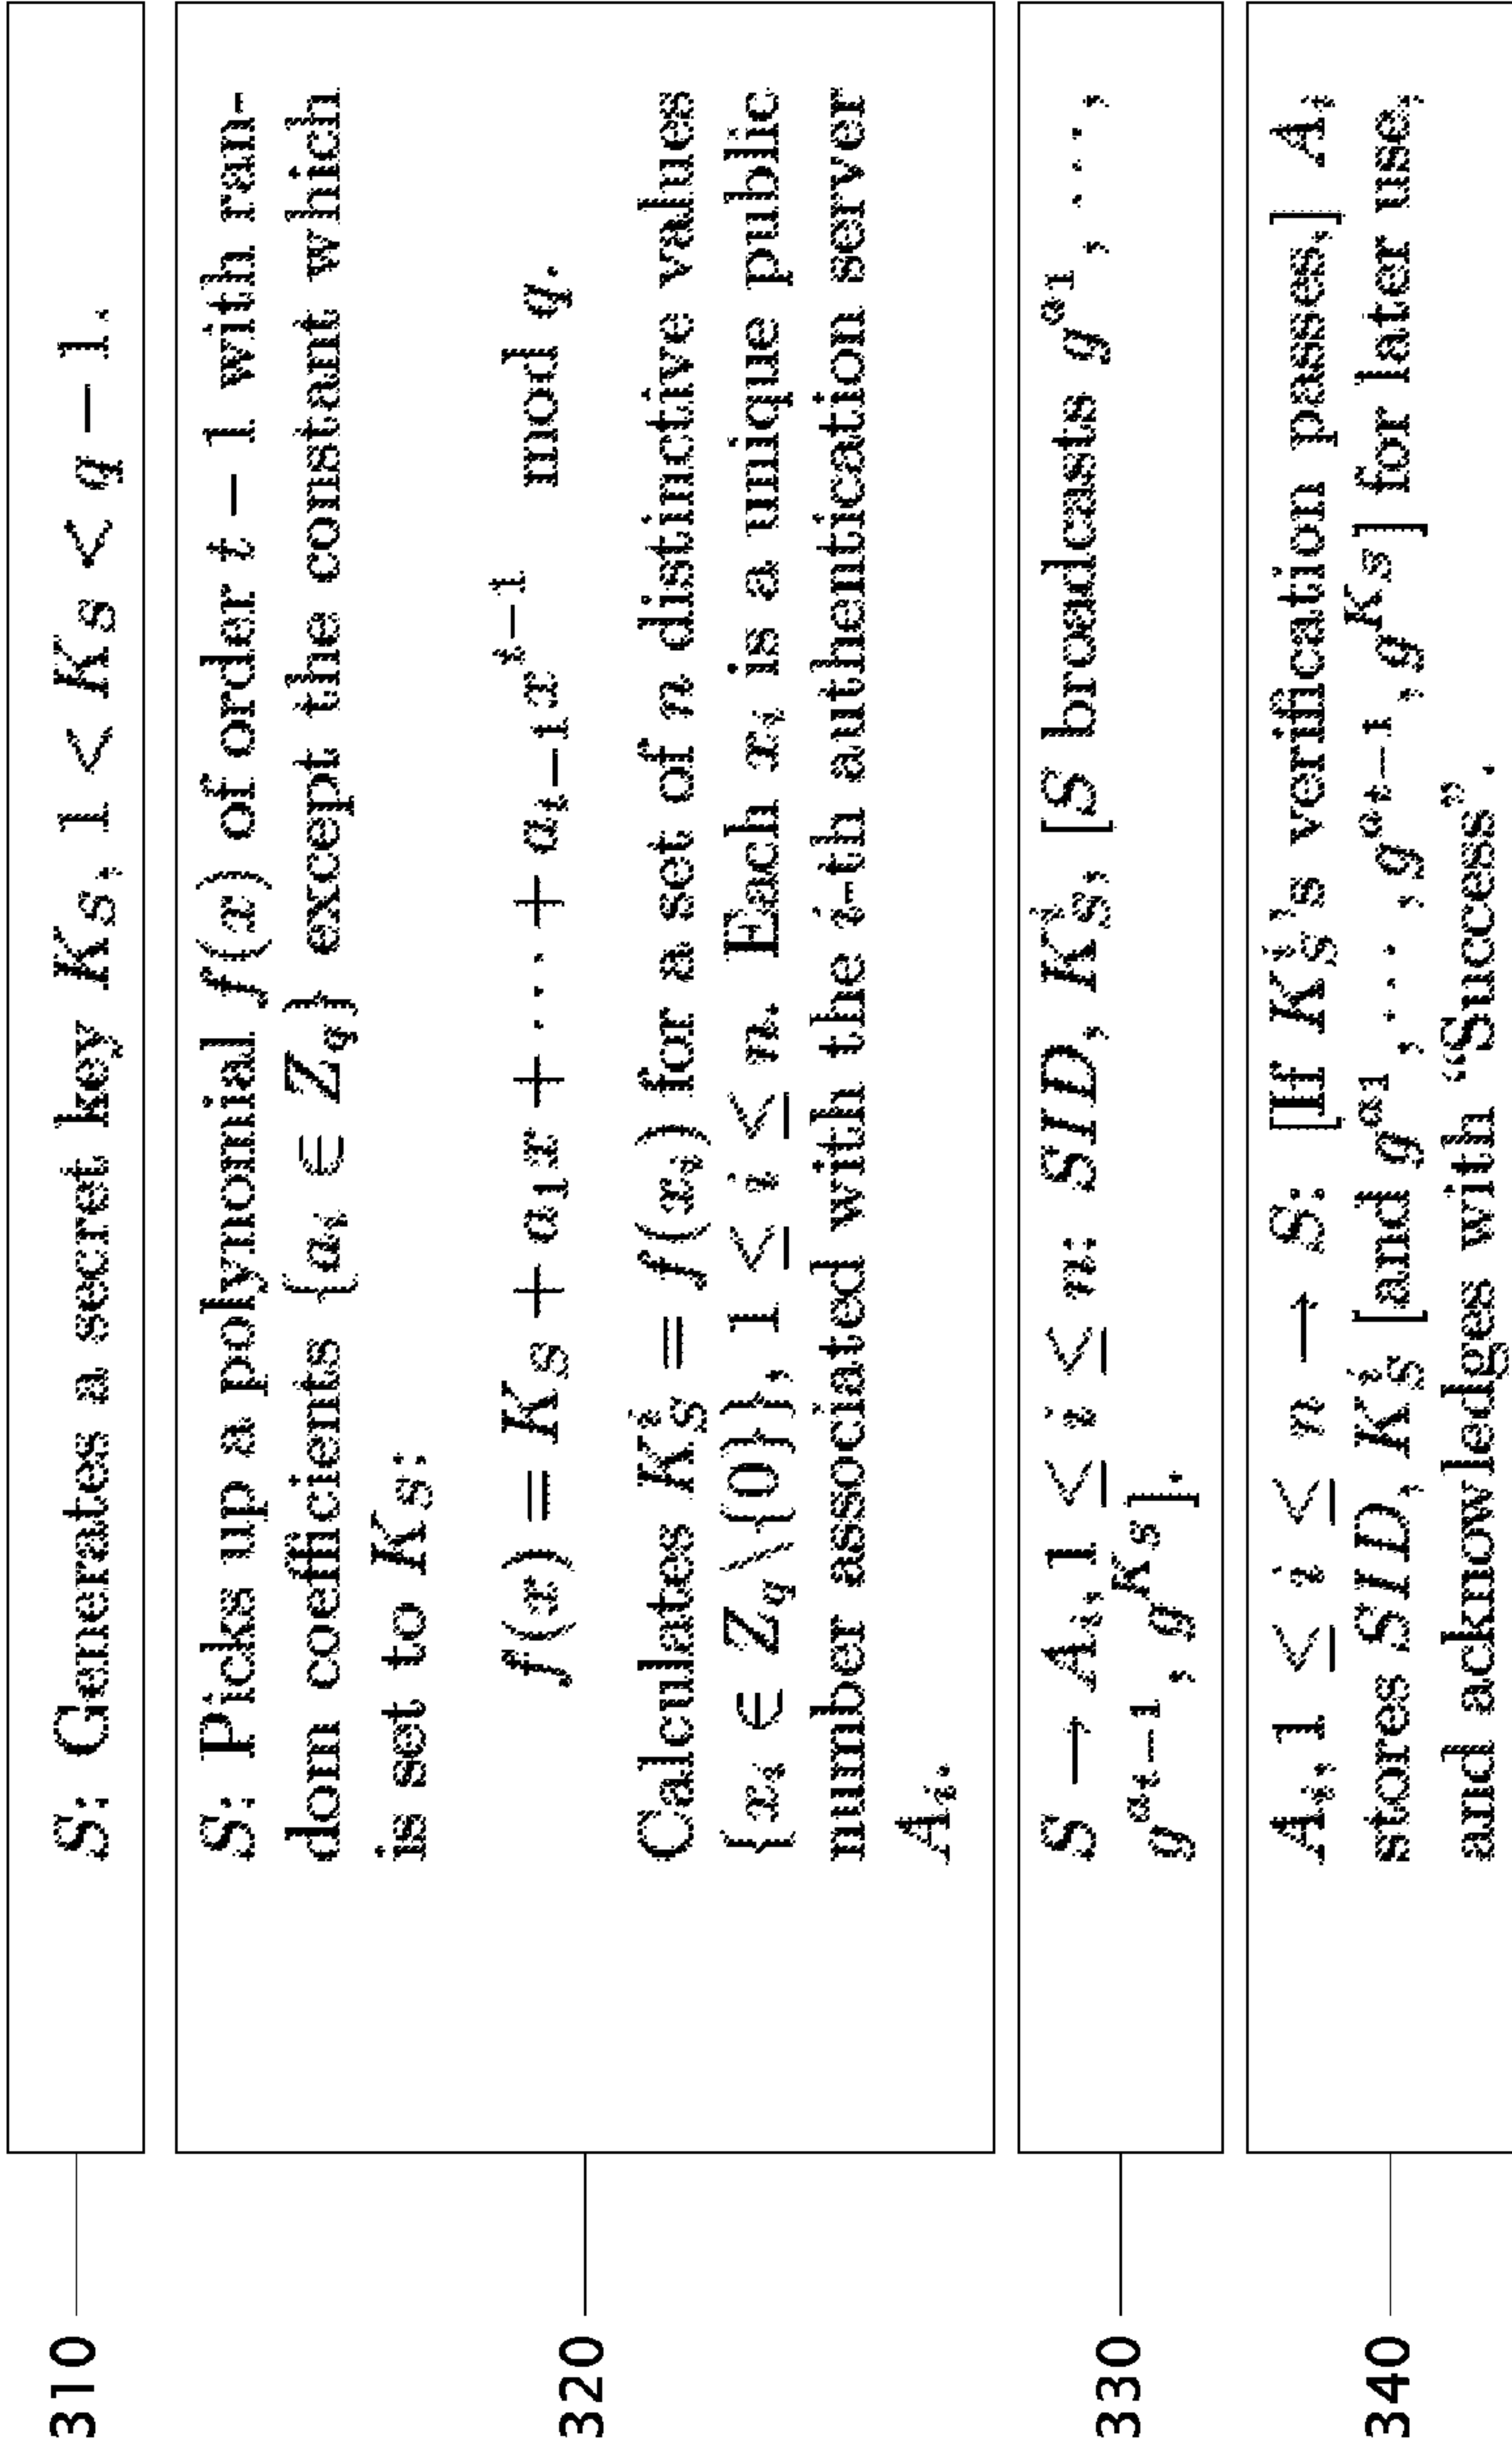 310
S: Generates a secret key K_S, 1 < K_S < q − 1.
320
S: Picks up a polynomial f(x) of order t − 1 with ran-
dom coefficients {a_i ∈ Z_q} except the constant which
is set to K_S:
f(x) = K_S + a_1x + ··· + a_{t−1}x^{t−1} mod q.
Calculates K_S^i = f(x_i) for a set of n distinctive values
{x_i ∈ Z_q\{0}}, 1 ≤ i ≤ n. Each x_i is a unique public
number associated with the i-th authentication server
A_i.
330
S → A_i, 1 ≤ i ≤ n: SID, K_S^i, [S broadcasts g^{a_1}, ···,
g^{a_{t−1}}, g^{K_S}].
340
A_i, 1 ≤ i ≤ n → S: [If K_S^i's verification passes,] A_i
stores SID, K_S^i [and g^{a_1}, ···, g^{a_{t−1}}, g^{K_S}] for later use,
and acknowledges with “Success”.